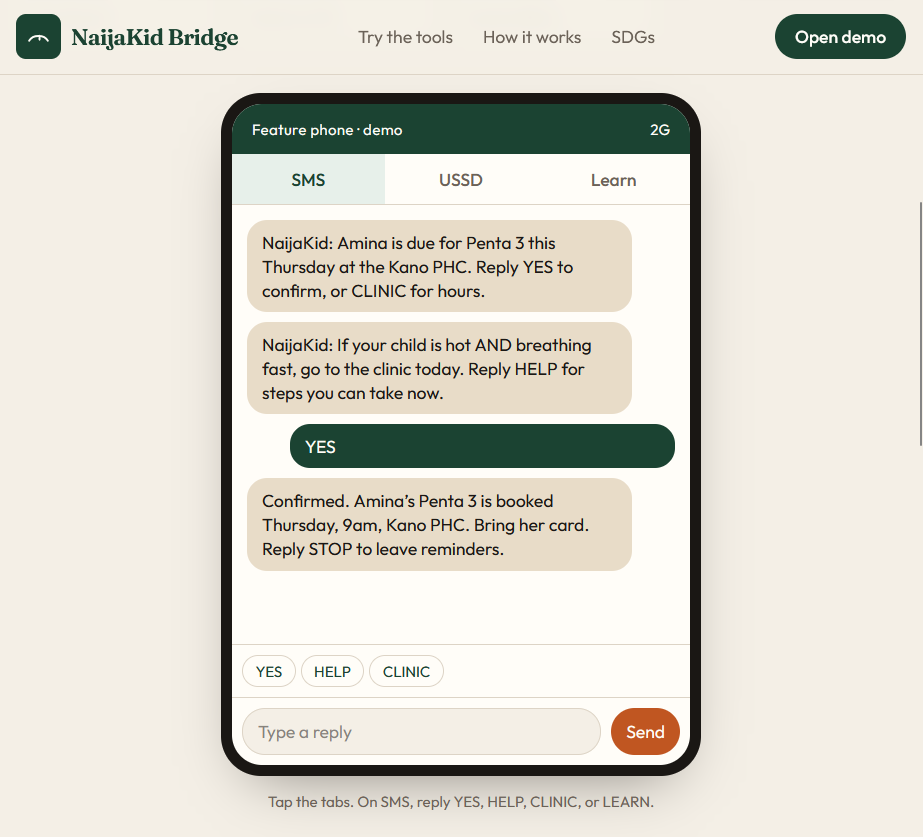 NaijaKid Bridge
Try the tools
How it works
SDGs
Open demo
Feature phone · demo
2G
SMS
USSD
Learn
NaijaKid: Amina is due for Penta 3 this
Thursday at the Kano PHC. Reply YES to
confirm, or CLINIC for hours.
NaijaKid: If your child is hot AND breathing
fast, go to the clinic today. Reply HELP for
steps you can take now.
YES
Confirmed. Amina’s Penta 3 is booked
Thursday, 9am, Kano PHC. Bring her card.
Reply STOP to leave reminders.
YES
HELP
CLINIC
Type a reply
Send
Tap the tabs. On SMS, reply YES, HELP, CLINIC, or LEARN.